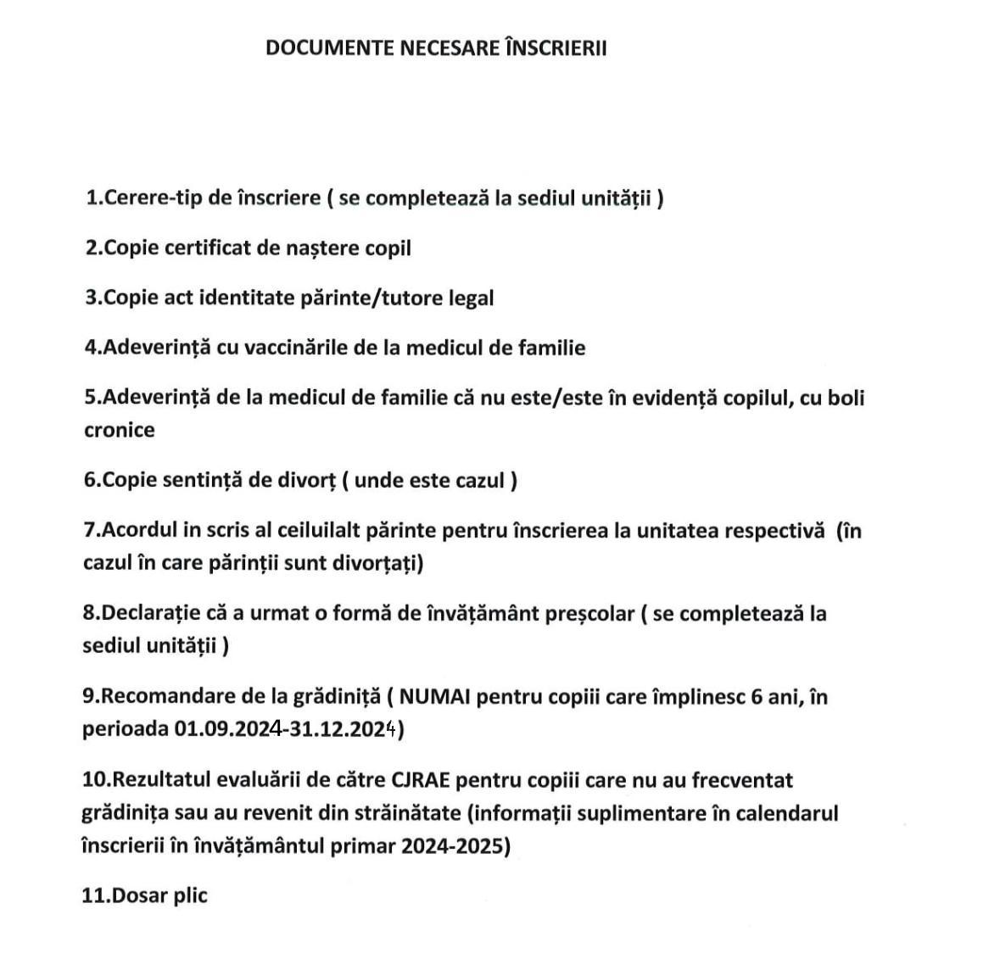 DOCUMENTE NECESARE ÎNSCRIERII
1.Cerere-tip de înscriere ( se completează la sediul unității )
2.Copie certificat de naștere copil
3.Copie act identitate părinte/tutore legal
4.Adeverință cu vaccinările de la medicul de familie
5.Adeverință de la medicul de familie că nu este/este în evidență copilul, cu boli
cronice
6.Copie sentință de divorț ( unde este cazul )
7.Acordul in scris al ceiluilalt părinte pentru înscrierea la unitatea respectivă  (în
cazul în care părinții sunt divorțați)
8.Declarație că a urmat o formă de învățământ preșcolar ( se completează la
sediul unității )
9.Recomandare de la grădiniță ( NUMAI pentru copiii care împlinesc 6 ani, în
perioada 01.09.2024-31.12.2024)
10.Rezultatul evaluării de către CJRAE pentru copiii care nu au frecventat
grădinița sau au revenit din străinătate (informații suplimentare în calendarul
înscrierii în învățământul primar 2024-2025)
11.Dosar plic